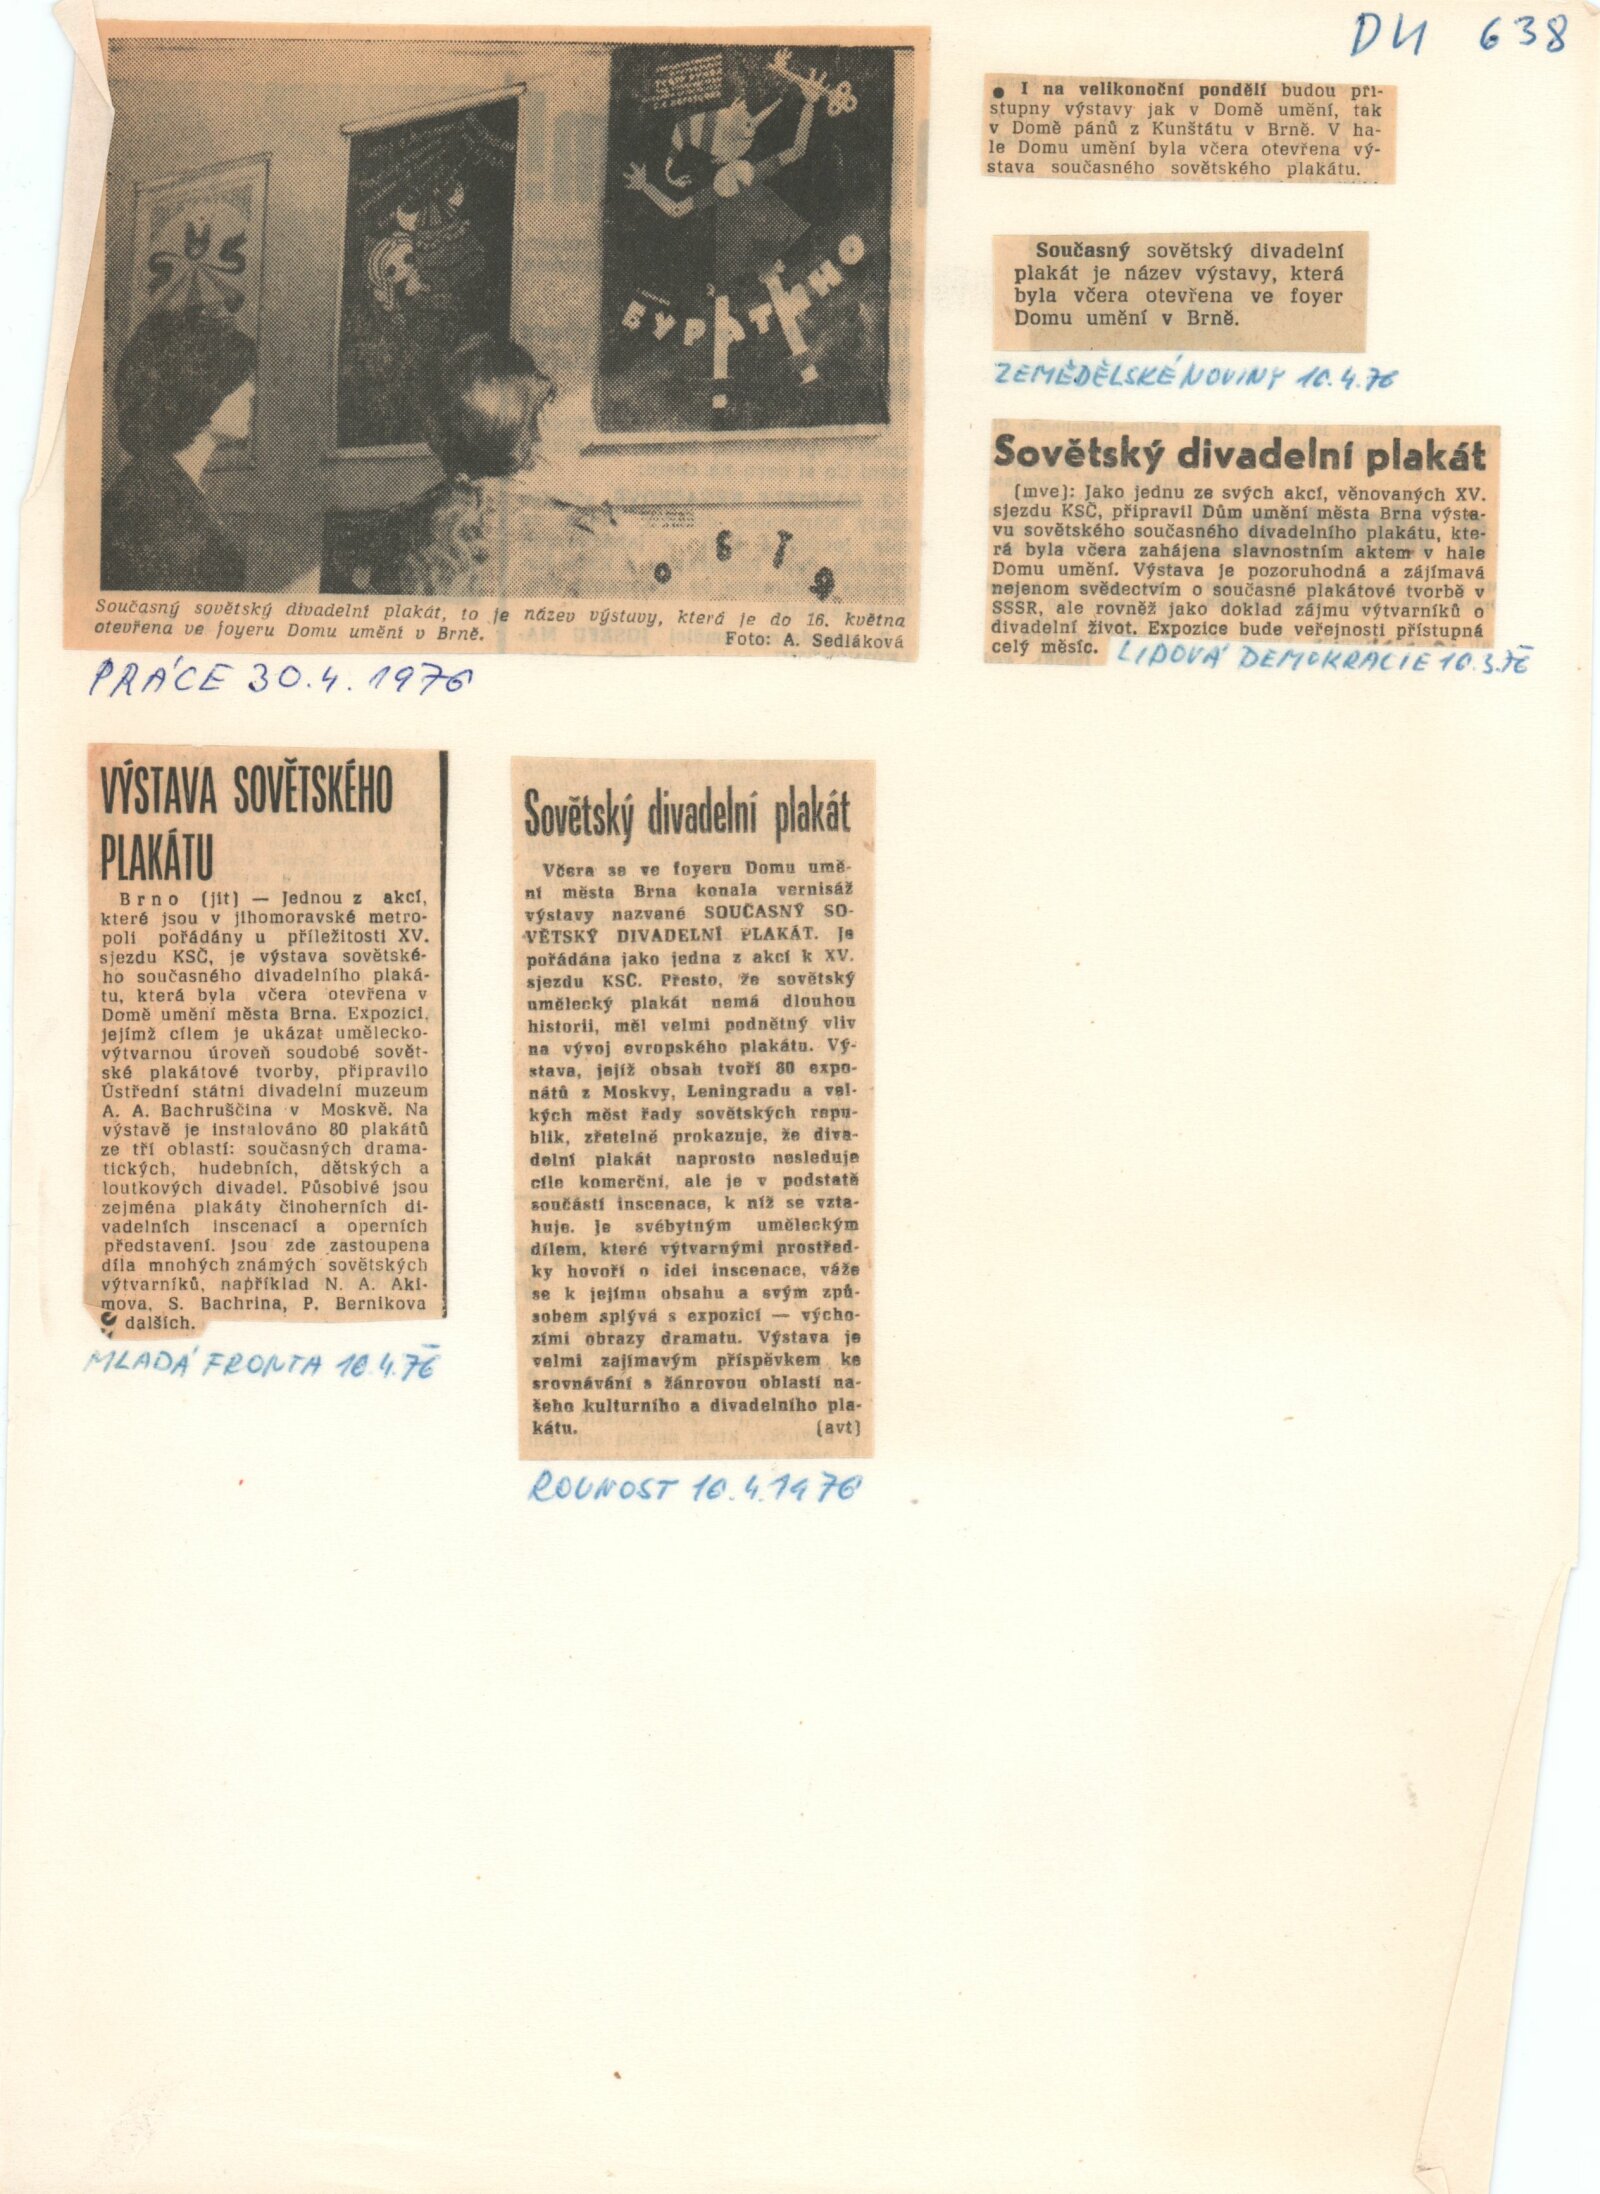 DU 638
БУРАТИНО
Současný sovětský divadelní plakát, to je název výstavy, která je do 16. května
otevřena ve foyeru Domu umění v Brně.
Foto: A. Sedláková
PRÁCE 30.4.1976
● I na velikonoční pondělí budou pří-
stupny výstavy jak v Domě umění, tak
v Domě pánů z Kunštátu v Brně. V ha-
le Domu umění byla včera otevřena vý-
stava současného sovětského plakátu.
Současný sovětský divadelní
plakát je název výstavy, která
byla včera otevřena ve foyer
Domu umění v Brně.
ZEMĚDĚLSKÉ NOVINY 16.4.76
Sovětský divadelní plakát
(mve): Jako jednu ze svých akcí, věnovaných XV.
sjezdu KSČ, připravil Dům umění města Brna výsta-
vu sovětského současného divadelního plakátu, kte-
rá byla včera zahájena slavnostním aktem v hale
Domu umění. Výstava je pozoruhodná a zájímavá
nejenom svědectvím o současné plakátové tvorbě v
SSSR, ale rovněž jako doklad zájmu výtvarníků o
divadelní život. Expozice bude veřejnosti přístupná
celý měsíc.
LIDOVÁ DEMOKRACIE 16.3.76
VÝSTAVA SOVĚTSKÉHO
PLAKÁTU
Brno (jit) — Jednou z akcí,
které jsou v jihomoravské metro-
poli pořádány u příležitosti XV.
sjezdu KSČ, je výstava sovětské-
ho současného divadelního plaká-
tu, která byla včera otevřena v
Domě umění města Brna. Expozici,
jejímž cílem je ukázat umělecko-
výtvarnou úroveň soudobé sovět-
ské plakátové tvorby, připravilo
Ústřední státní divadelní muzeum
A. A. Bachruščina v Moskvě. Na
výstavě je instalováno 80 plakátů
ze tří oblastí: současných drama-
tických, hudebních, dětských a
loutkových divadel. Působivé jsou
zejména plakáty činoherních di-
vadelních inscenací a operních
představení. Jsou zde zastoupena
díla mnohých známých sovětských
výtvarníků, například N. A. Aki-
mova, S. Bachrina, P. Bernikova
dalších.
MLADÁ FRONTA 16.4.76
Sovětský divadelní plakát
Včera se ve foyeru Domu umě-
ní města Brna konala vernisáž
výstavy nazvané SOUČASNÝ SO-
VĚTSKÝ DIVADELNÍ PLAKÁT. Je
pořádána jako jedna z akcí k XV.
sjezdu KSČ. Přesto, že sovětský
umělecký plakát nemá dlouhou
historii, měl velmi podnětný vliv
na vývoj evropského plakátu. Vý-
stava, jejíž obsah tvoří 80 expo-
nátů z Moskvy, Leningradu a vel-
kých měst řady sovětských repu-
blik, zřetelně prokazuje, že diva-
delní plakát naprosto nesleduje
cíle komerční, ale je v podstatě
součástí inscenace, k níž se vzta-
huje. Je svébytným uměleckým
dílem, které výtvarnými prostřed-
ky hovoří o ideí inscenace, váže
se k jejímu obsahu a svým způ-
sobem splývá s expozicí — výcho-
zími obrazy dramatu. Výstava je
velmi zajímavým příspěvkem ke
srovnávání s žánrovou oblastí na-
šeho kulturního a divadelního pla-
kátu. (avt)
ROVNOST 16.4.1976